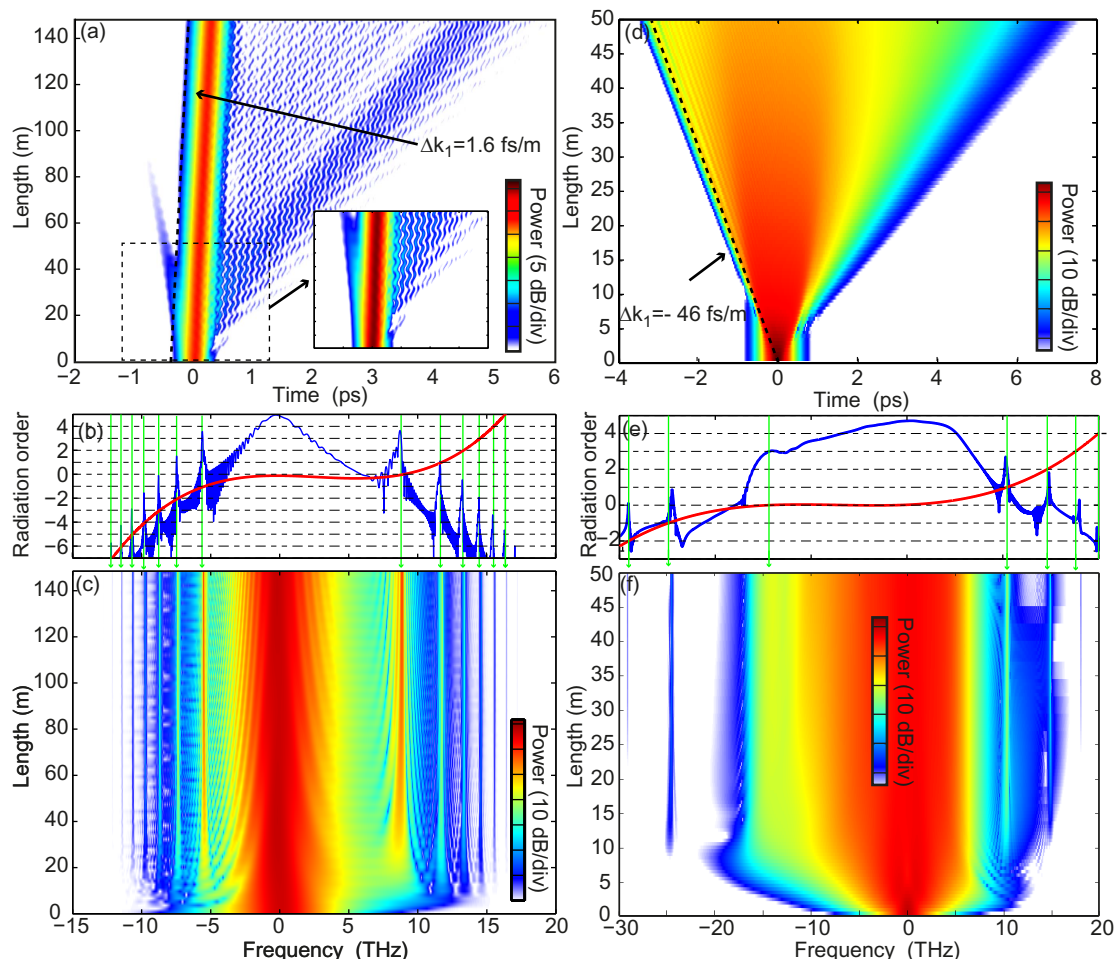 (a)
140
120
100
80
60
40
20
0
Length (m)
Δk1=1.6 fs/m
Power (5 dB/div)
−2 −1 0 1 2 3 4 5 6
Time (ps)
(d)
50
45
40
35
30
25
20
15
10
5
0
Length (m)
Δk1=- 46 fs/m
Power (10 dB/div)
−4 −2 0 2 4 6 8
Time (ps)
(b)
4
2
0
−2
−4
−6
Radiation order
(e)
4
2
0
−2
Radiation order
(c)
140
120
100
80
60
40
20
0
Length (m)
Power (10 dB/div)
−15 −10 −5 0 5 10 15 20
Frequency (THz)
(f)
50
45
40
35
30
25
20
15
10
5
0
Length (m)
Power (10 dB/div)
−30 −20 −10 0 10 20
Frequency (THz)